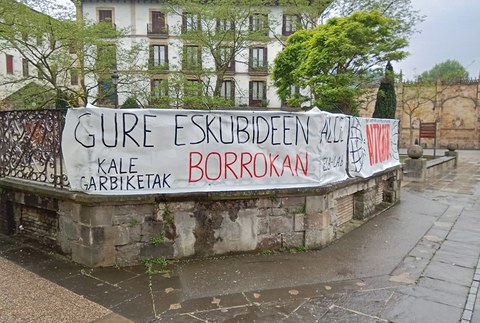 GURE ESKUBIDEEN ALDE
BORROKAN
KALE
GARBIKETAK